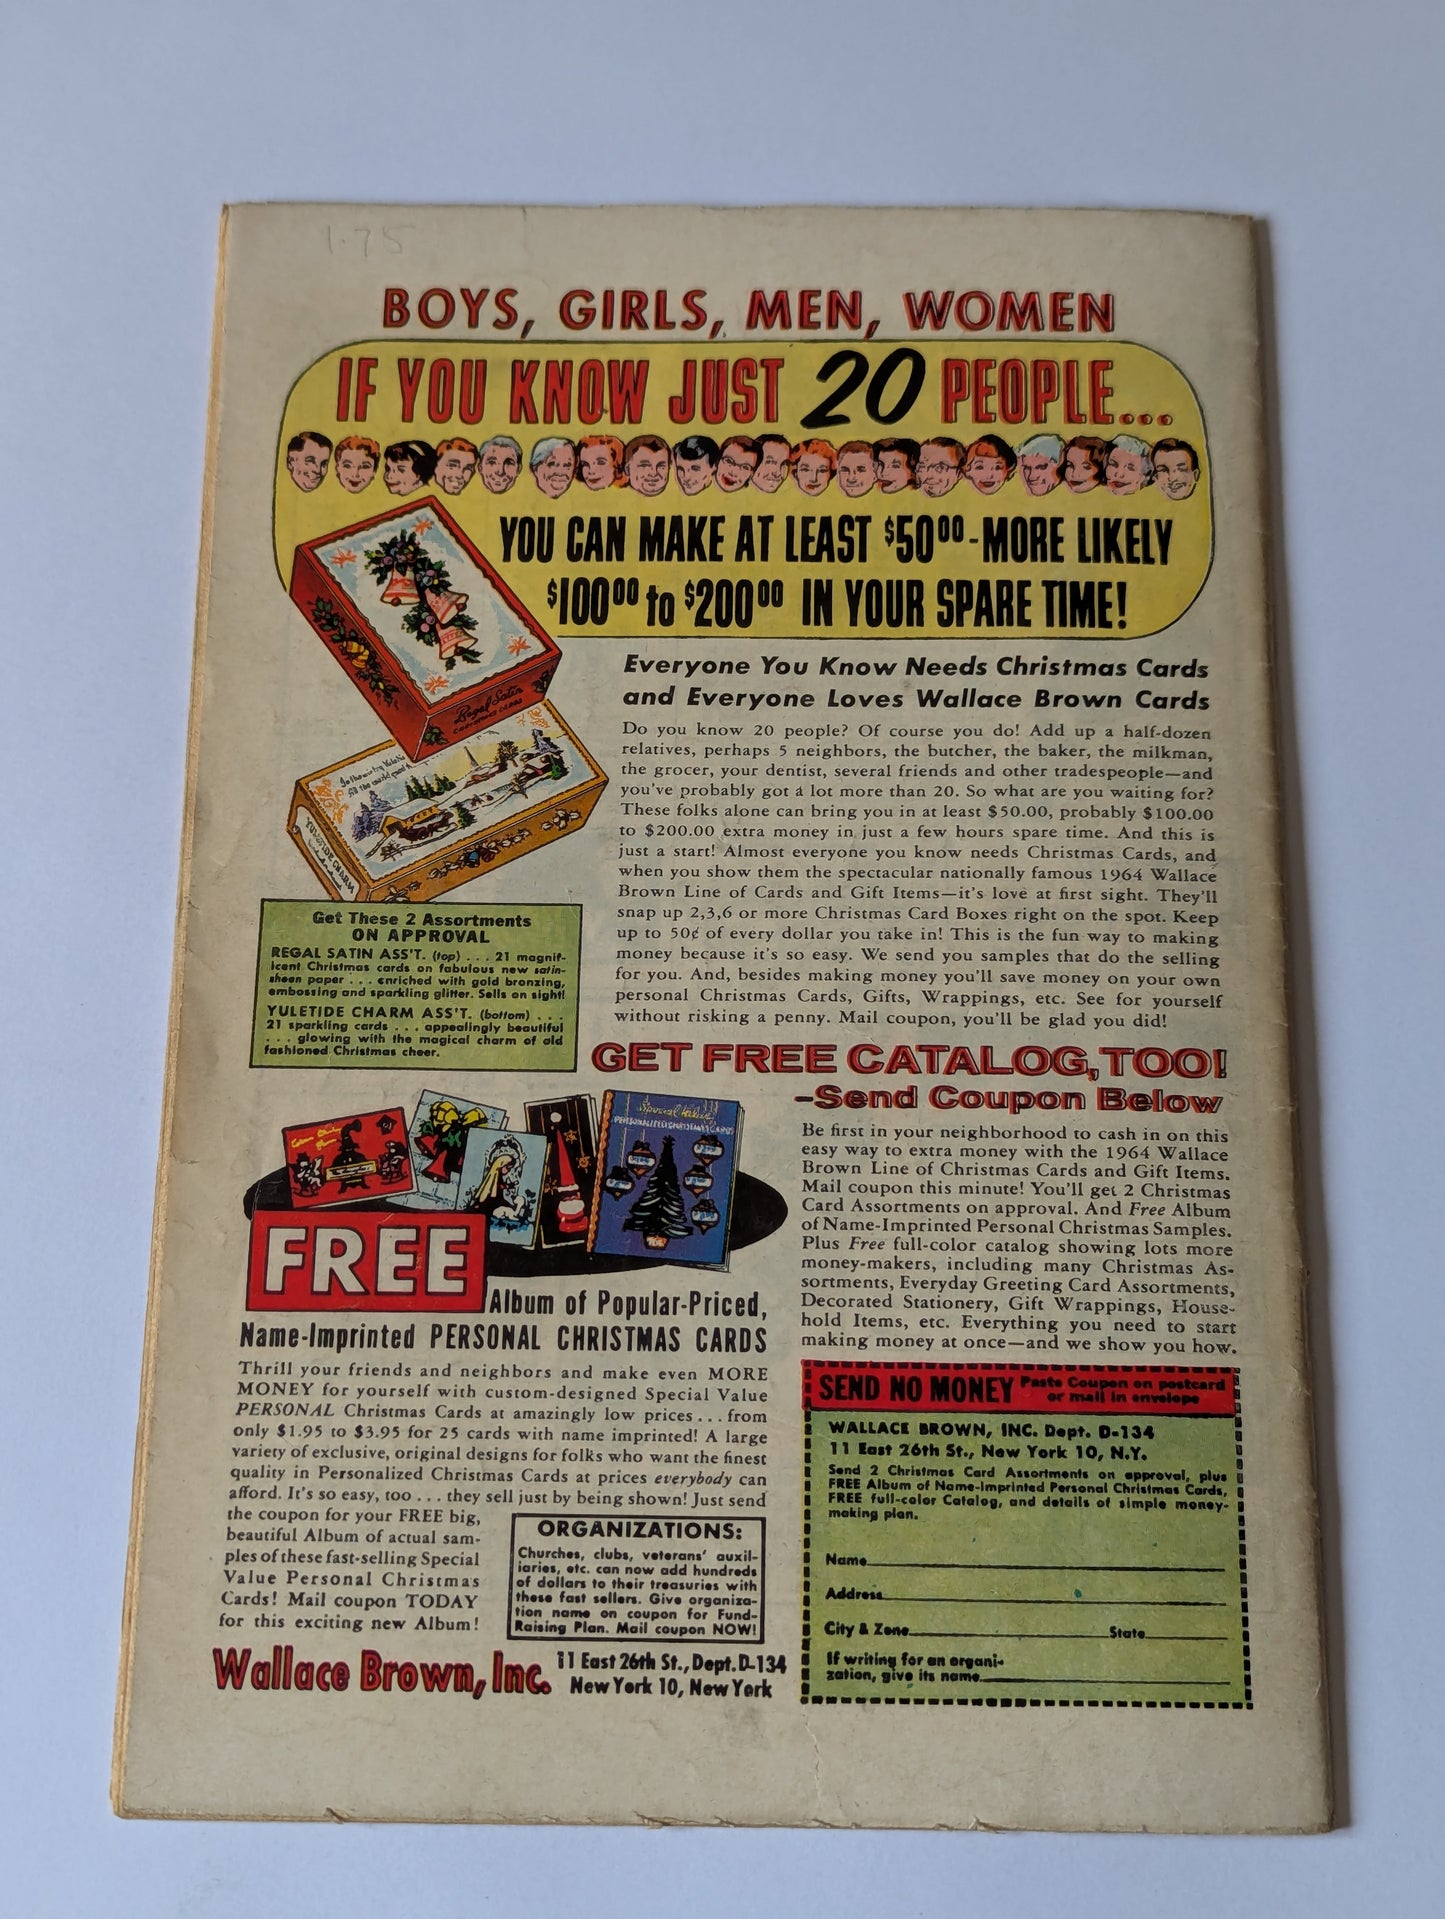 1.75
BOYS, GIRLS, MEN, WOMEN
IF YOU KNOW JUST 20 PEOPLE...
YOU CAN MAKE AT LEAST $50⁰⁰-MORE LIKELY
$100⁰⁰ to $200⁰⁰ IN YOUR SPARE TIME!
Regal Satin
CHRISTMAS CARDS
YULETIDE CHARM
Everyone You Know Needs Christmas Cards
and Everyone Loves Wallace Brown Cards
Do you know 20 people? Of course you do! Add up a half-dozen
relatives, perhaps 5 neighbors, the butcher, the baker, the milkman,
the grocer, your dentist, several friends and other tradespeople—and
you've probably got a lot more than 20. So what are you waiting for?
These folks alone can bring you in at least $50.00, probably $100.00
to $200.00 extra money in just a few hours spare time. And this is
just a start! Almost everyone you know needs Christmas Cards, and
when you show them the spectacular nationally famous 1964 Wallace
Brown Line of Cards and Gift Items—it's love at first sight. They'll
snap up 2,3,6 or more Christmas Card Boxes right on the spot. Keep
up to 50¢ of every dollar you take in! This is the fun way to making
money because it's so easy. We send you samples that do the selling
for you. And, besides making money you'll save money on your own
personal Christmas Cards, Gifts, Wrappings, etc. See for yourself
without risking a penny. Mail coupon, you'll be glad you did!
Get These 2 Assortments
ON APPROVAL
REGAL SATIN ASS'T. (top) . . . 21 magnif-
icent Christmas cards on fabulous new satin-
sheen paper . . . enriched with gold bronzing,
embossing and sparkling glitter. Sells on sight!
YULETIDE CHARM ASS'T. (bottom) . . .
21 sparkling cards . . . appealingly beautiful
. . . glowing with the magical charm of old
fashioned Christmas cheer.
GET FREE CATALOG, TOO!
-Send Coupon Below
Be first in your neighborhood to cash in on this
easy way to extra money with the 1964 Wallace
Brown Line of Christmas Cards and Gift Items.
Mail coupon this minute! You'll get 2 Christmas
Card Assortments on approval. And Free Album
of Name-Imprinted Personal Christmas Samples.
Plus Free full-color catalog showing lots more
money-makers, including many Christmas As-
sortments, Everyday Greeting Card Assortments,
Decorated Stationery, Gift Wrappings, House-
hold Items, etc. Everything you need to start
making money at once—and we show you how.
Special Value
PERSONALIZED CHRISTMAS CARDS
FREE
Album of Popular-Priced,
Name-Imprinted PERSONAL CHRISTMAS CARDS
Thrill your friends and neighbors and make even MORE
MONEY for yourself with custom-designed Special Value
PERSONAL Christmas Cards at amazingly low prices . . . from
only $1.95 to $3.95 for 25 cards with name imprinted! A large
variety of exclusive, original designs for folks who want the finest
quality in Personalized Christmas Cards at prices everybody can
afford. It's so easy, too . . . they sell just by being shown! Just send
the coupon for your FREE big,
beautiful Album of actual sam-
ples of these fast-selling Special
Value Personal Christmas
Cards! Mail coupon TODAY
for this exciting new Album!
ORGANIZATIONS:
Churches, clubs, veterans' auxil-
iaries, etc. can now add hundreds
of dollars to their treasuries with
these fast sellers. Give organiza-
tion name on coupon for Fund-
Raising Plan. Mail coupon NOW!
Wallace Brown, Inc.
11 East 26th St., Dept. D-134
New York 10, New York
SEND NO MONEY Paste Coupon on postcard
or mail in envelope
WALLACE BROWN, INC. Dept. D-134
11 East 26th St., New York 10, N.Y.
Send 2 Christmas Card Assortments on approval, plus
FREE Album of Name-Imprinted Personal Christmas Cards,
FREE full-color Catalog, and details of simple money-
making plan.
Name
Address
City & Zone State
If writing for an organi-
zation, give its name